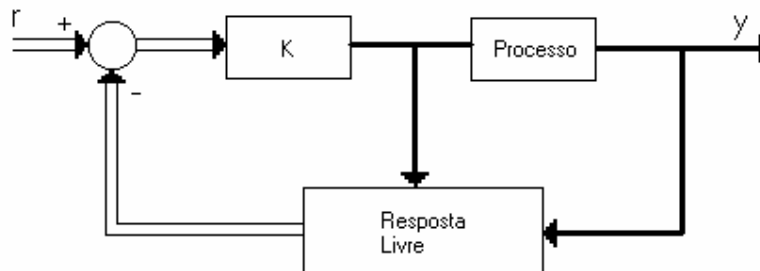 r
+
K
Processo
y
-
Resposta
Livre